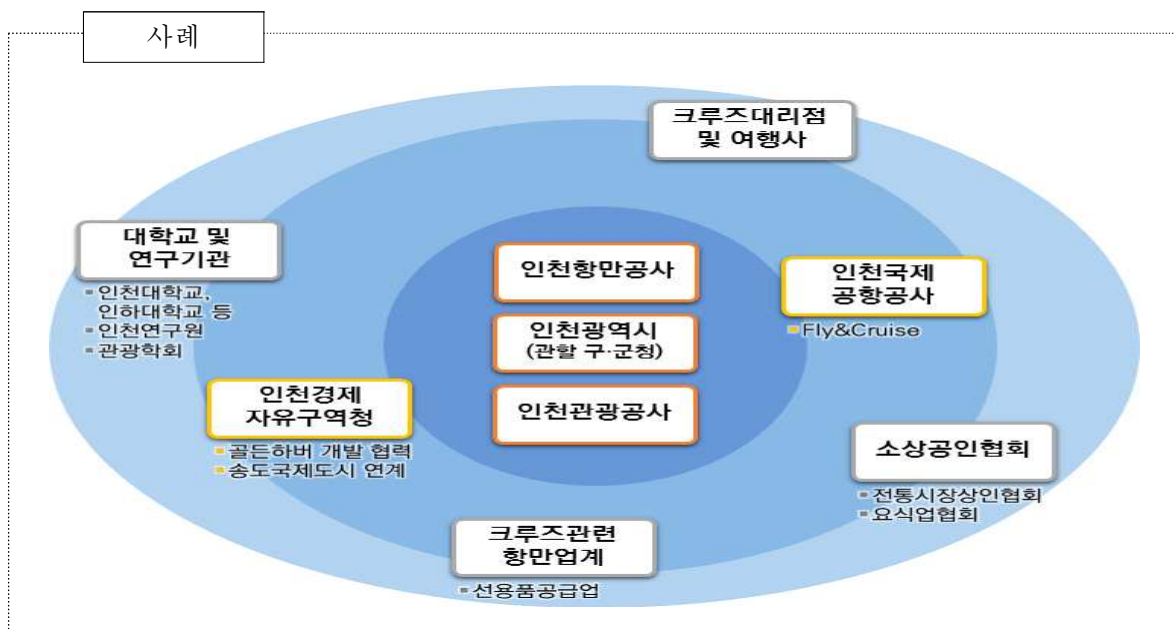 사례
크루즈대리점
및 여행사
대학교 및
연구기관
▪인천대학교,
인하대학교 등
▪인천연구원
▪관광학회
인천항만공사
인천광역시
(관할 구·군청)
인천관광공사
인천국제
공항공사
▪Fly&Cruise
인천경제
자유구역청
▪골든하버 개발 협력
▪송도국제도시 연계
소상공인협회
▪전통시장상인협회
▪요식업협회
크루즈관련
항만업계
▪선용품공급업